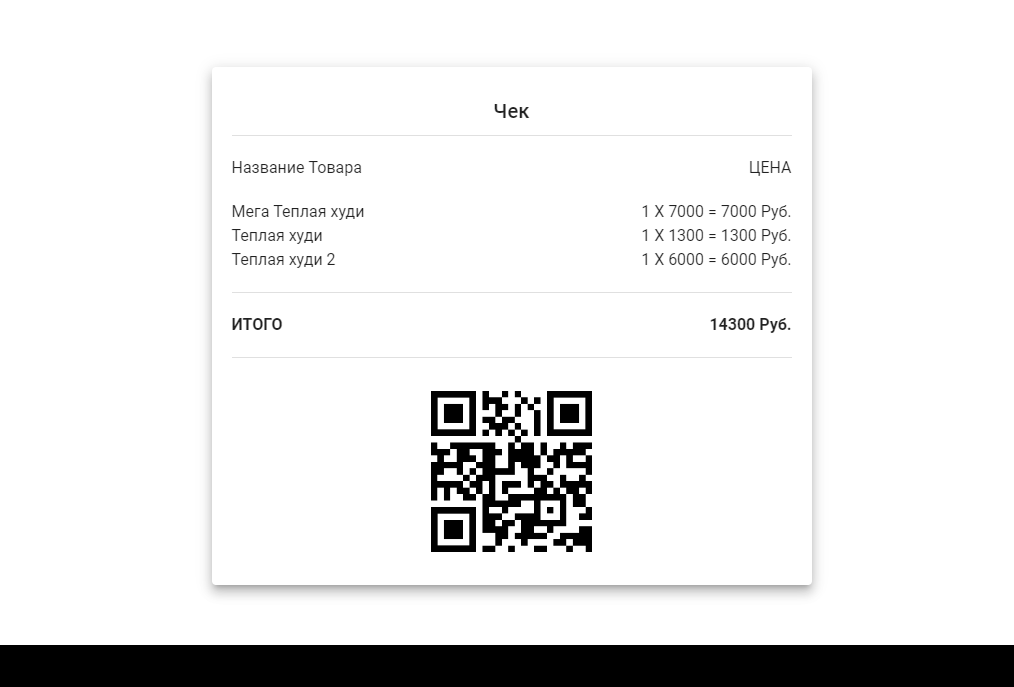 Чек
Название Товара ЦЕНА
Мега Теплая худи 1 X 7000 = 7000 Руб.
Теплая худи 1 X 1300 = 1300 Руб.
Теплая худи 2 1 X 6000 = 6000 Руб.
ИТОГО 14300 Руб.